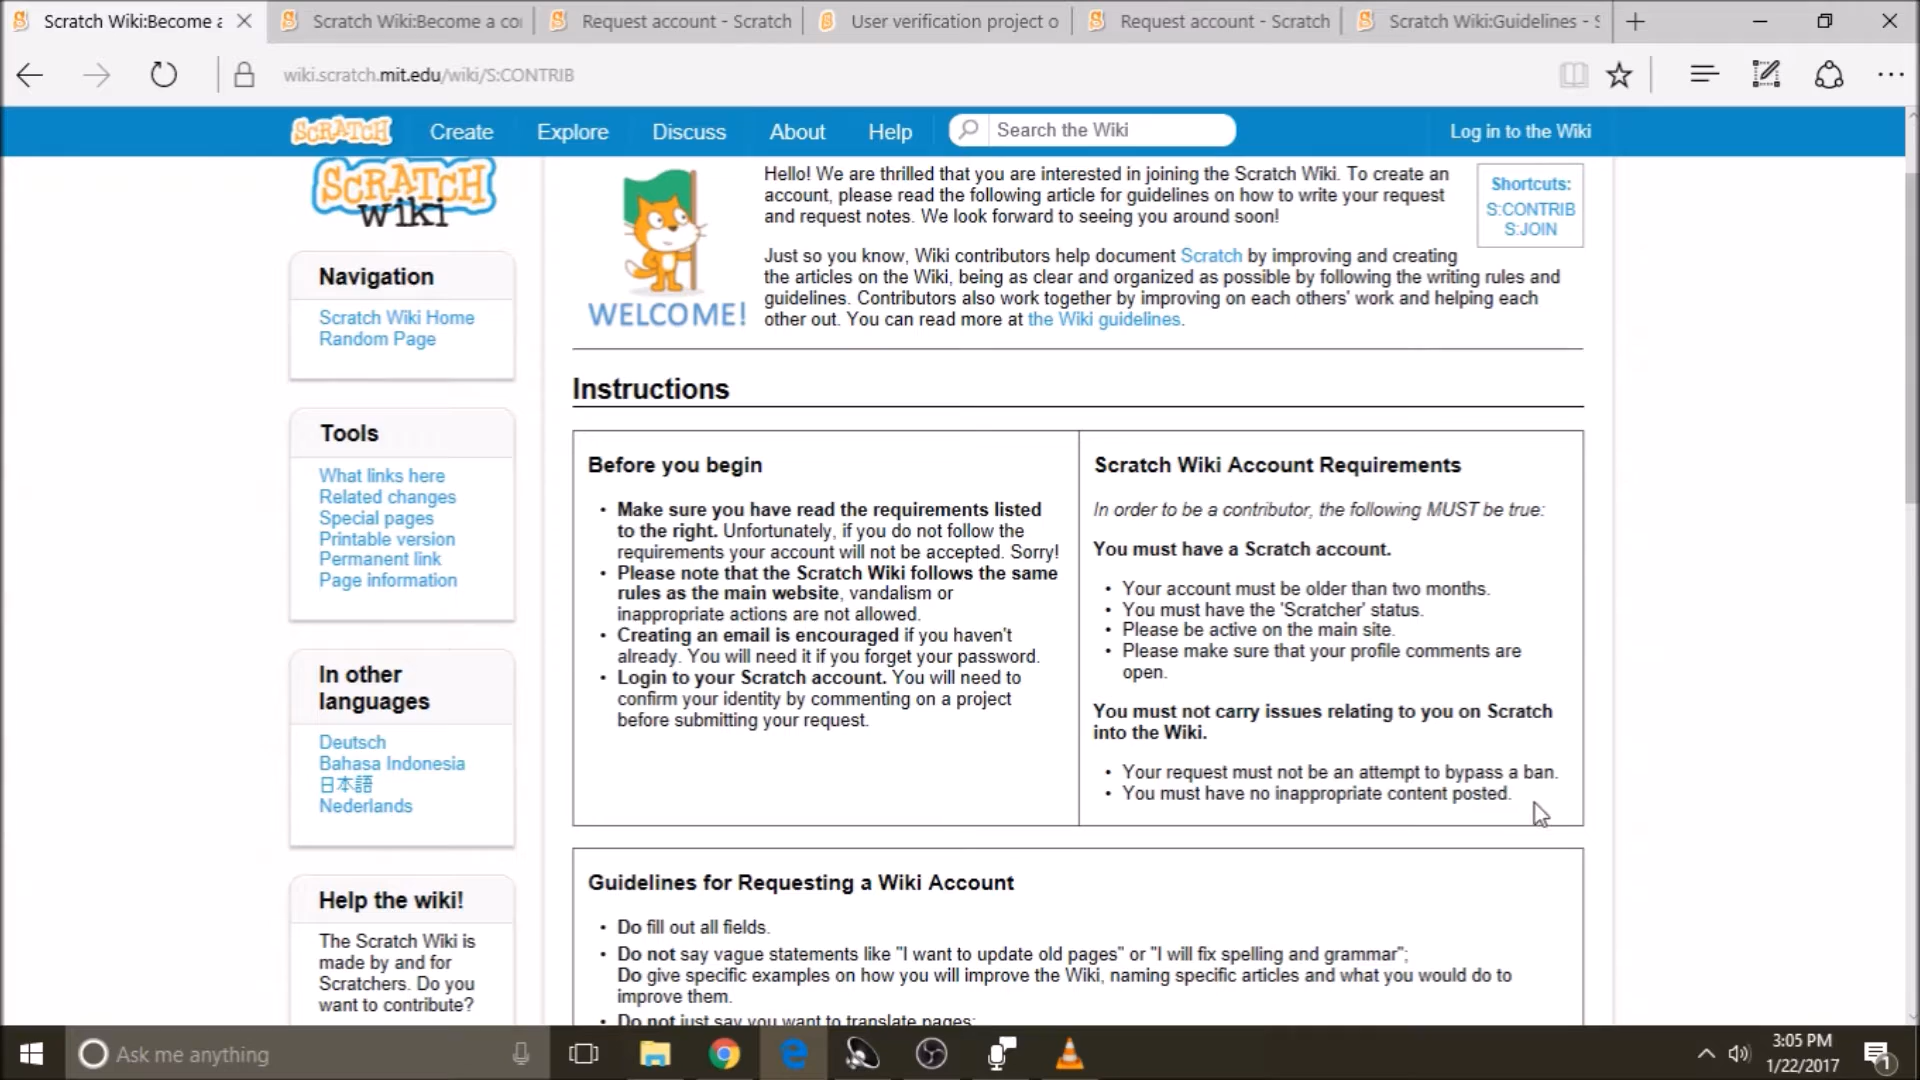 Scratch Wiki:Become a
Scratch Wiki:Become a co
Request account - Scratch
User verification project o
Request account - Scratch
Scratch Wiki:Guidelines - S
wiki.scratch.mit.edu/wiki/S:CONTRIB
SCRATCH
Create
Explore
Discuss
About
Help
Search the Wiki
Log in to the Wiki
SCRATCH
wiki
WELCOME!
Hello! We are thrilled that you are interested in joining the Scratch Wiki. To create an
account, please read the following article for guidelines on how to write your request
and request notes. We look forward to seeing you around soon!
Shortcuts:
S:CONTRIB
S:JOIN
Just so you know, Wiki contributors help document Scratch by improving and creating
the articles on the Wiki, being as clear and organized as possible by following the writing rules and
guidelines. Contributors also work together by improving on each others' work and helping each
other out. You can read more at the Wiki guidelines.
Navigation
Scratch Wiki Home
Random Page
Tools
What links here
Related changes
Special pages
Printable version
Permanent link
Page information
In other
languages
Deutsch
Bahasa Indonesia
日本語
Nederlands
Help the wiki!
The Scratch Wiki is
made by and for
Scratchers. Do you
want to contribute?
Instructions
Before you begin
• Make sure you have read the requirements listed
to the right. Unfortunately, if you do not follow the
requirements your account will not be accepted. Sorry!
• Please note that the Scratch Wiki follows the same
rules as the main website, vandalism or
inappropriate actions are not allowed.
• Creating an email is encouraged if you haven't
already. You will need it if you forget your password.
• Login to your Scratch account. You will need to
confirm your identity by commenting on a project
before submitting your request.
Scratch Wiki Account Requirements
In order to be a contributor, the following MUST be true:
You must have a Scratch account.
• Your account must be older than two months.
• You must have the 'Scratcher' status.
• Please be active on the main site.
• Please make sure that your profile comments are
open.
You must not carry issues relating to you on Scratch
into the Wiki.
• Your request must not be an attempt to bypass a ban.
• You must have no inappropriate content posted.
Guidelines for Requesting a Wiki Account
• Do fill out all fields.
• Do not say vague statements like "I want to update old pages" or "I will fix spelling and grammar";
Do give specific examples on how you will improve the Wiki, naming specific articles and what you would do to
improve them.
• Do not just say you want to translate pages;
Ask me anything
3:05 PM
1/22/2017
1